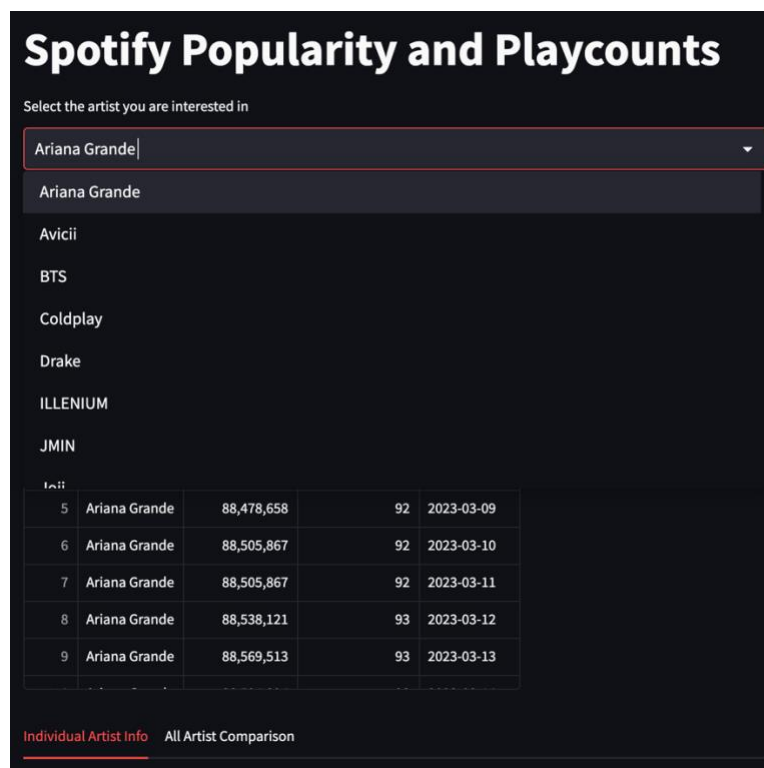 Spotify Popularity and Playcounts
Select the artist you are interested in
Ariana Grande
Ariana Grande
Avicii
BTS
Coldplay
Drake
ILLENIUM
JMIN
Joji
5 Ariana Grande 88,478,658 92 2023-03-09
6 Ariana Grande 88,505,867 92 2023-03-10
7 Ariana Grande 88,505,867 92 2023-03-11
8 Ariana Grande 88,538,121 93 2023-03-12
9 Ariana Grande 88,569,513 93 2023-03-13
Individual Artist Info All Artist Comparison